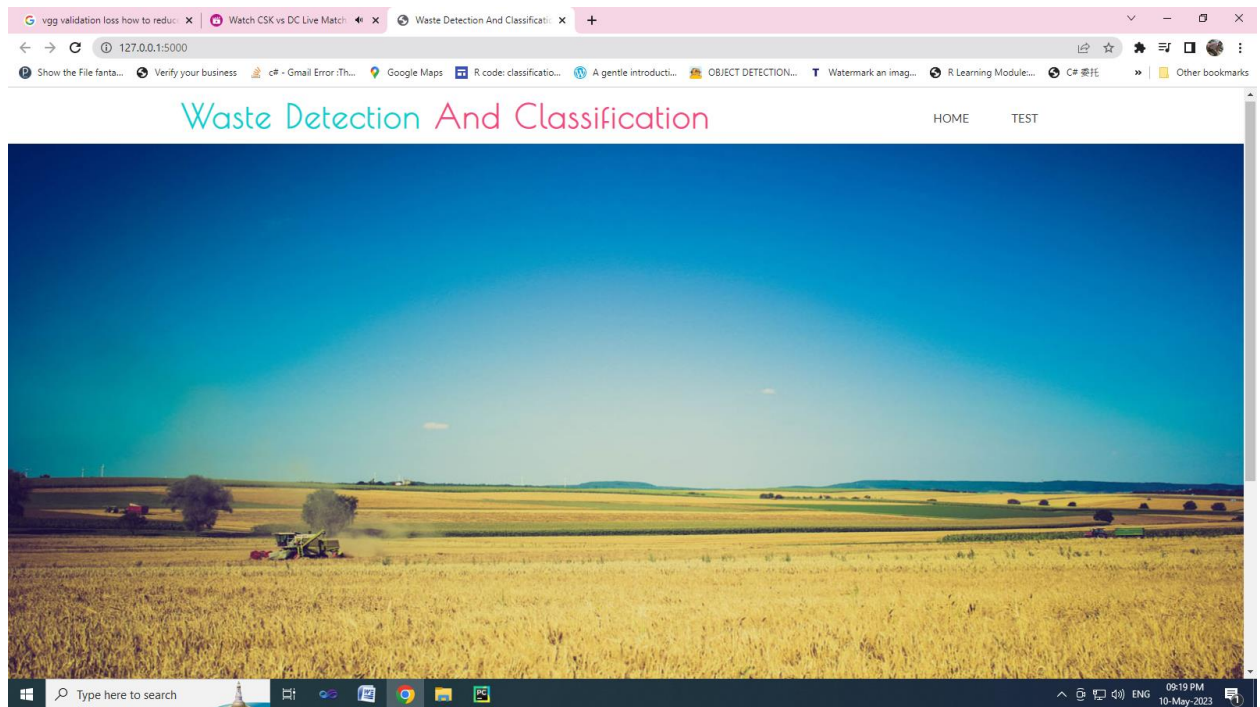 vgg validation loss how to reduc
Watch CSK vs DC Live Match
Waste Detection And Classificatio
127.0.0.1:5000
Show the File fanta...
Verify your business
c# - Gmail Error :Th...
Google Maps
R code: classificatio...
A gentle introducti...
OBJECT DETECTION...
Watermark an imag...
R Learning Module:...
C# 委托
»
Other bookmarks
Waste Detection And Classification
HOME
TEST
Type here to search
ENG
09:19 PM
10-May-2023